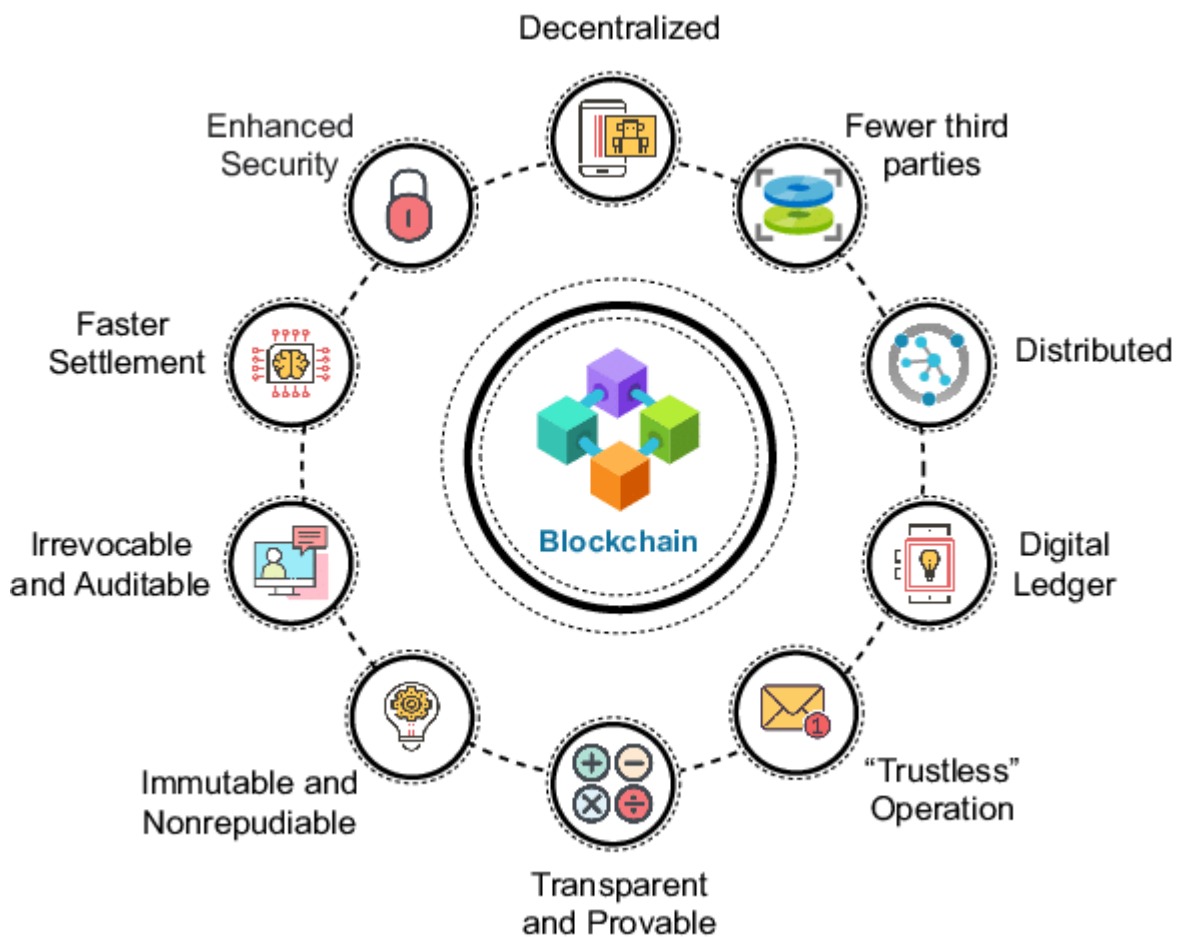 Decentralized
Fewer third
parties
Distributed
Digital
Ledger
“Trustless”
Operation
Transparent
and Provable
Immutable and
Nonrepudiable
Irrevocable
and Auditable
Faster
Settlement
Enhanced
Security
Blockchain
1